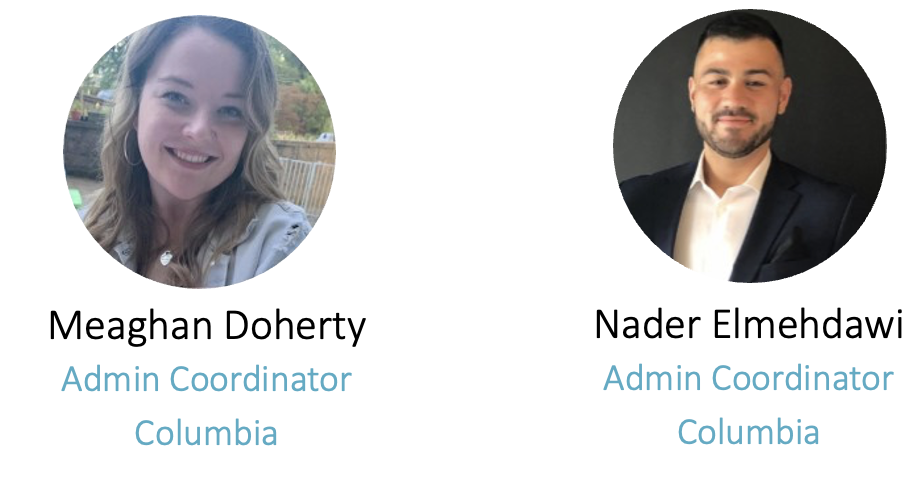 Meaghan Doherty
Admin Coordinator
Columbia
Nader Elmehdawi
Admin Coordinator
Columbia